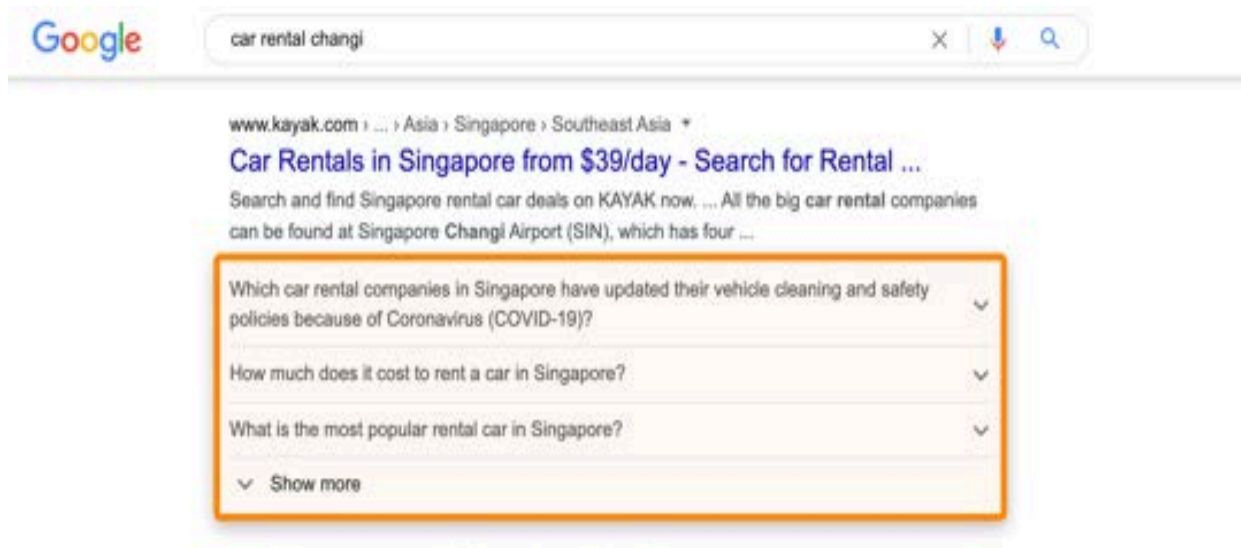 Google
car rental changi
www.kayak.com › ... › Asia › Singapore › Southeast Asia
Car Rentals in Singapore from $39/day - Search for Rental ...
Search and find Singapore rental car deals on KAYAK now. ... All the big car rental companies
can be found at Singapore Changi Airport (SIN), which has four ...
Which car rental companies in Singapore have updated their vehicle cleaning and safety
policies because of Coronavirus (COVID-19)?
How much does it cost to rent a car in Singapore?
What is the most popular rental car in Singapore?
Show more